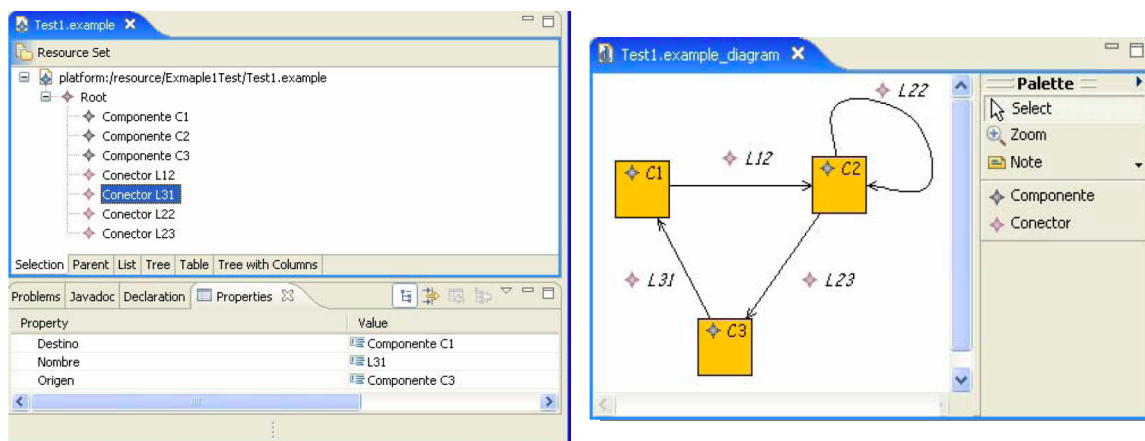 Test1.example
Resource Set
platform:/resource/Exmaple1Test/Test1.example
Root
Componente C1
Componente C2
Componente C3
Conector L12
Conector L31
Conector L22
Conector L23
Selection Parent List Tree Table Tree with Columns
Problems Javadoc Declaration Properties
Property Value
Destino Componente C1
Nombre L31
Origen Componente C3
Test1.example_diagram
L22
L12
C1
C2
L31
L23
C3
Palette
Select
Zoom
Note
Componente
Conector